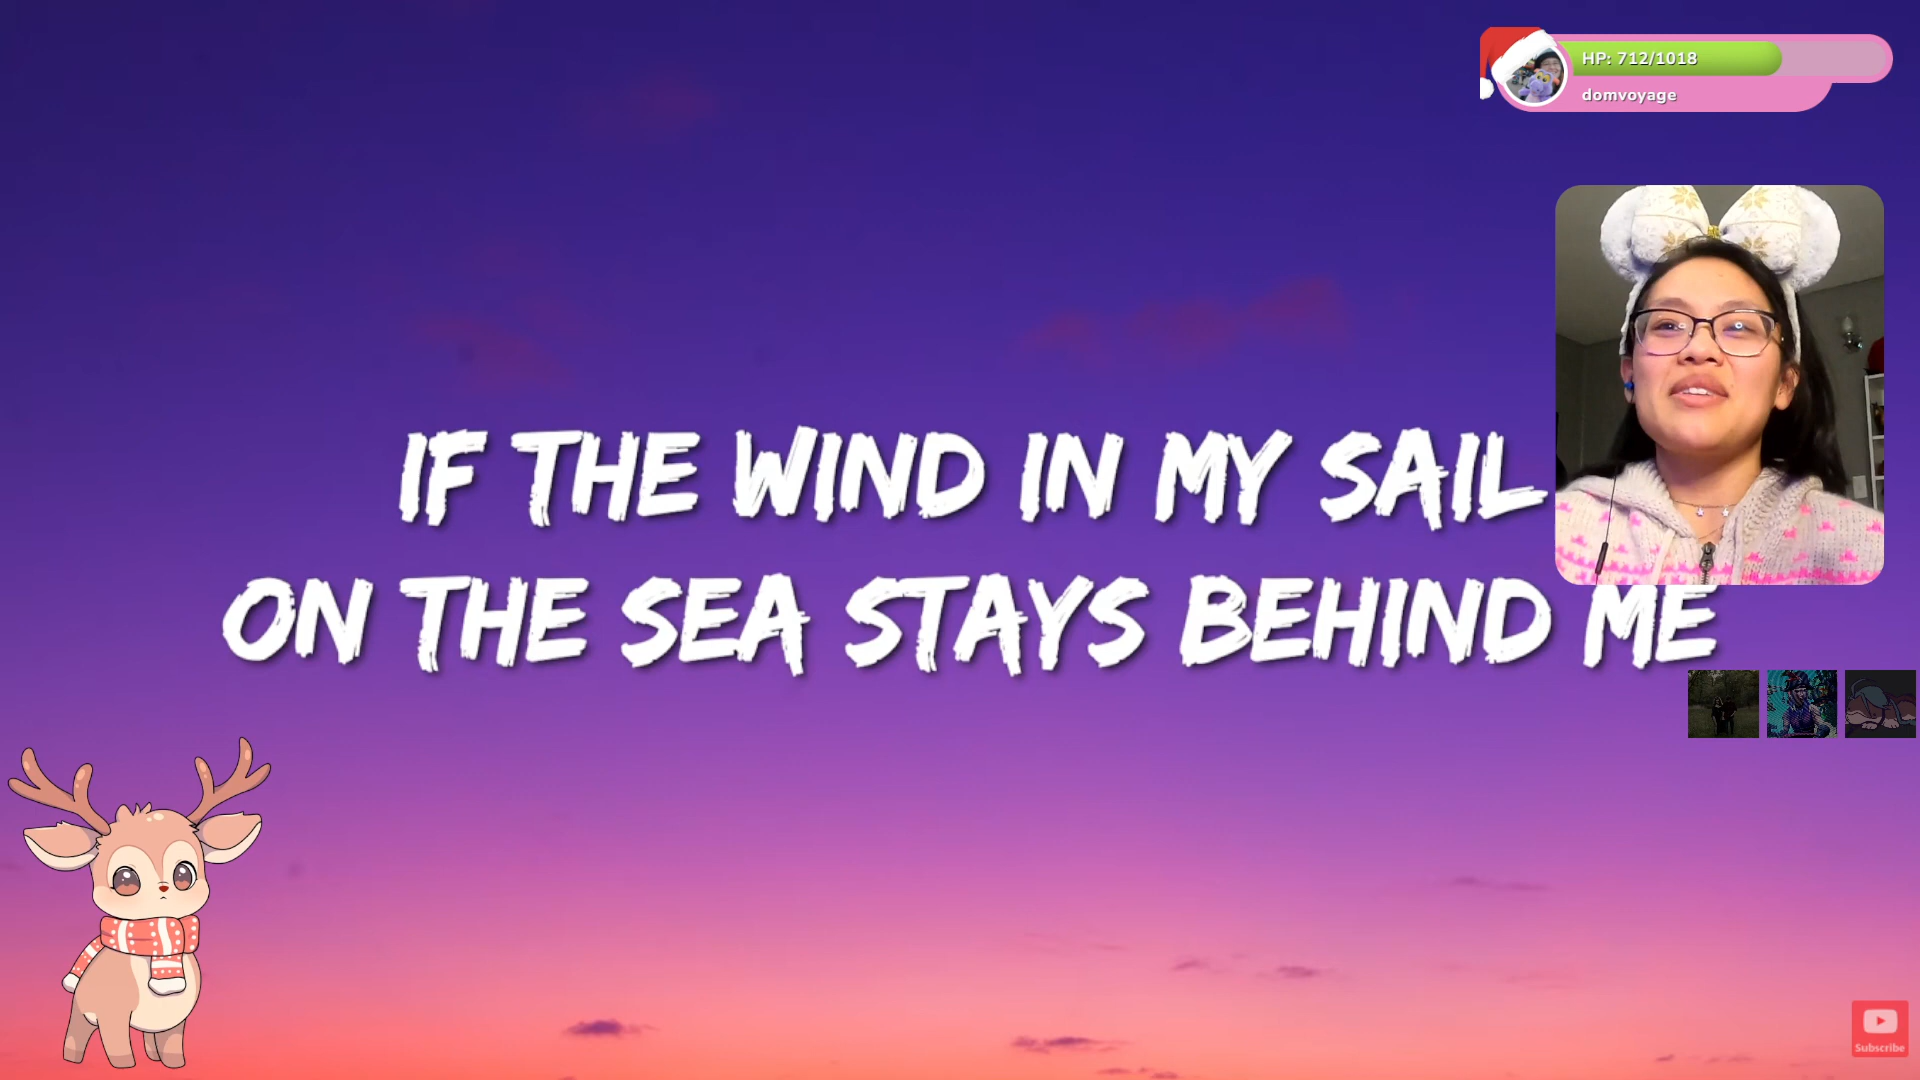 HP: 712/1018
domvoyage
IF THE WIND IN MY SAIL
ON THE SEA STAYS BEHIND ME
Subscribe